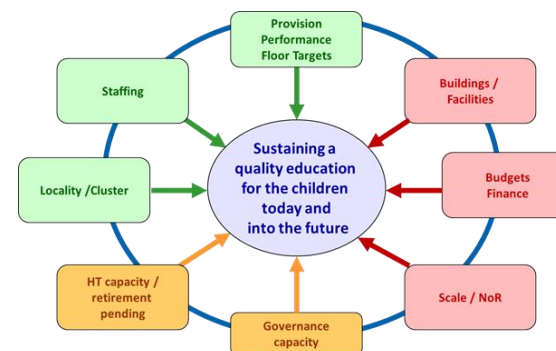 Provision
Performance
Floor Targets
Staffing
Buildings /
Facilities
Sustaining a
quality education
for the children
today and
into the future
Locality /Cluster
Budgets
Finance
HT capacity /
retirement
pending
Scale / NoR
Governance
capacity